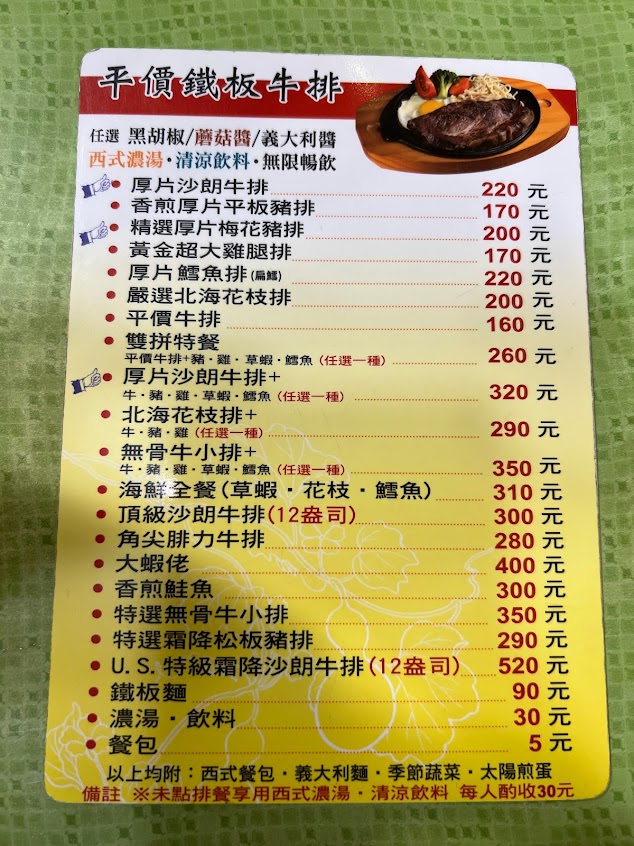 平價鐵板牛排
任選 黑胡椒/蘑菇醬/義大利醬
西式濃湯·清涼飲料·無限暢飲
厚片沙朗牛排 220 元
香煎厚片平板豬排 170 元
精選厚片梅花豬排 200 元
黃金超大雞腿排 170 元
厚片鱈魚排(扁鱈) 220 元
嚴選北海花枝排 200 元
平價牛排 160 元
雙拼特餐 260 元
平價牛排+豬·雞·草蝦·鱈魚(任選一種)
厚片沙朗牛排+ 320 元
牛·豬·雞·草蝦·鱈魚(任選一種)
北海花枝排+ 290 元
牛·豬·雞(任選一種)
無骨牛小排+ 350 元
牛·豬·雞·草蝦·鱈魚(任選一種)
海鮮全餐(草蝦·花枝·鱈魚) 310 元
頂級沙朗牛排(12盎司) 300 元
角尖腓力牛排 280 元
大蝦佬 400 元
香煎鮭魚 300 元
特選無骨牛小排 350 元
特選霜降松板豬排 290 元
U.S.特級霜降沙朗牛排(12盎司) 520 元
鐵板麵 90 元
濃湯·飲料 30 元
餐包 5 元
以上均附：西式餐包·義大利麵·季節蔬菜·太陽煎蛋
備註 ※未點排餐享用西式濃湯·清涼飲料 每人酌收30元